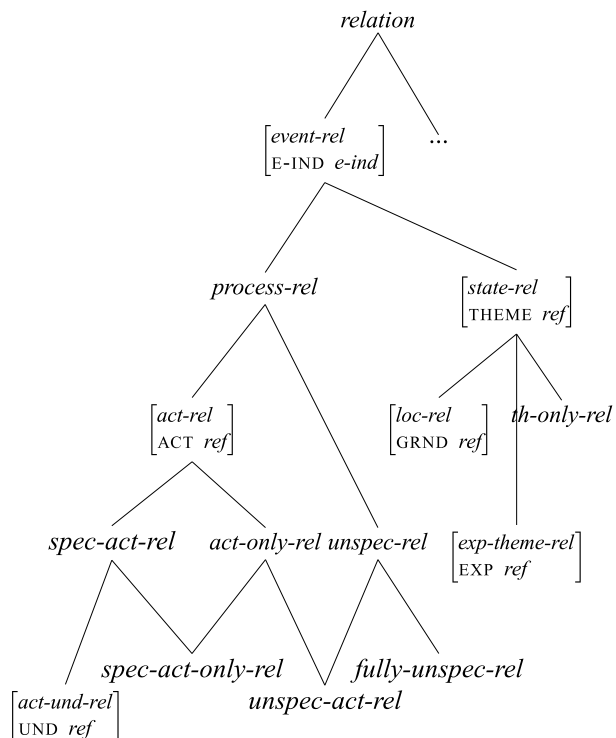 relation
event-rel
E-IND e-ind
...
process-rel
state-rel
THEME ref
act-rel
ACT ref
loc-rel
GRND ref
th-only-rel
spec-act-rel act-only-rel unspec-rel
exp-theme-rel
EXP ref
spec-act-only-rel fully-unspec-rel
unspec-act-rel
act-und-rel
UND ref